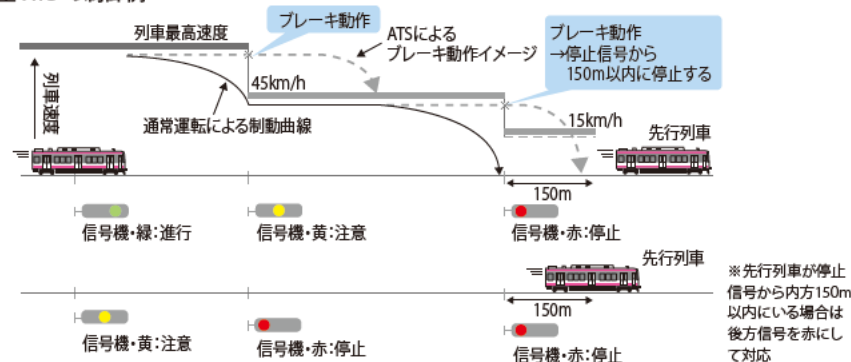 列車最高速度
ブレーキ動作
ATSによる
ブレーキ動作イメージ
ブレーキ動作
→停止信号から
150m以内に停止する
列車速度
45km/h
通常運転による制動曲線
15km/h
先行列車
150m
信号機・緑:進行
信号機・黄:注意
信号機・赤:停止
先行列車
150m
※先行列車が停止
信号から内方150m
以内にいる場合は
後方信号を赤にし
て対応
信号機・黄:注意
信号機・赤:停止
信号機・赤:停止